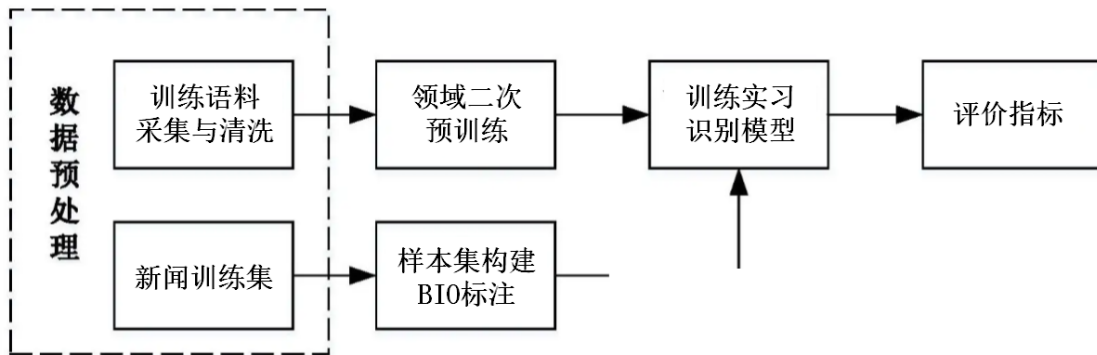 数据预处理
训练语料
采集与清洗
领域二次
预训练
训练实习
识别模型
评价指标
新闻训练集
样本集构建
BIO标注